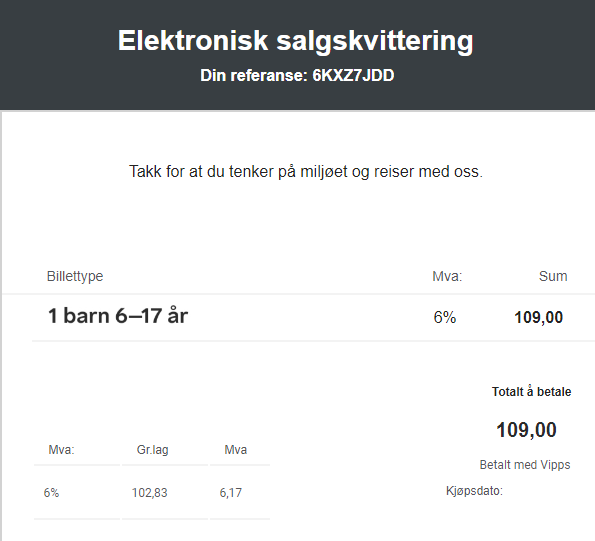 Elektronisk salgskvittering
Din referanse: 6KXZ7JDD
Takk for at du tenker på miljøet og reiser med oss.
Billettype Mva: Sum
1 barn 6–17 år 6% 109,00
Totalt å betale
109,00
Betalt med Vipps
Kjøpsdato:
Mva: Gr.lag Mva
6% 102,83 6,17